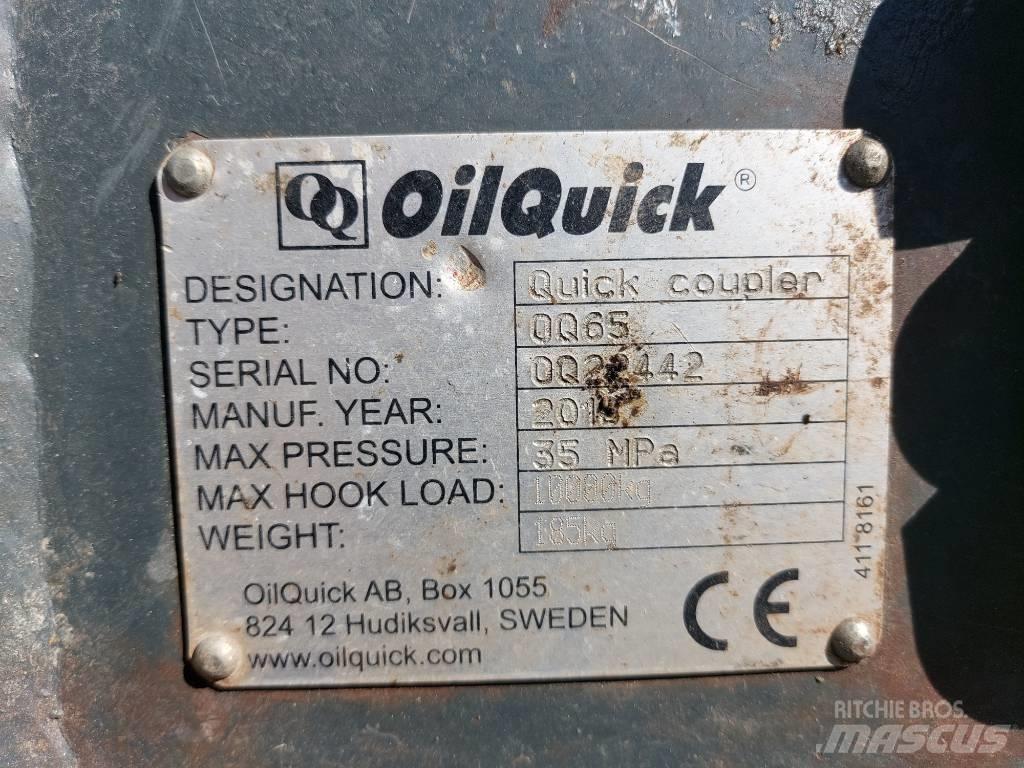 QQ OilQuick ®
DESIGNATION: Quick coupler
TYPE: OQ65
SERIAL NO:
MANUF. YEAR:
MAX PRESSURE: 35 MPa
MAX HOOK LOAD: 10000kg
WEIGHT: 185kg
411 8161
OilQuick AB, Box 1055
824 12 Hudiksvall, SWEDEN
www.oilquick.com
CE
RITCHIE BROS.
MASCUS